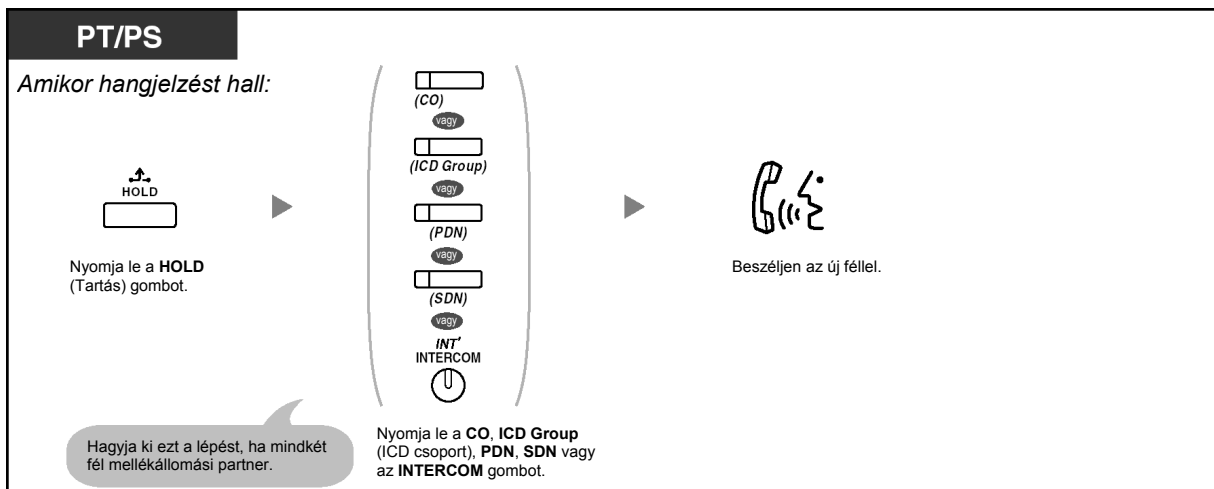 PT/PS
Amikor hangjelzést hall:
HOLD
Nyomja le a HOLD
(Tartás) gombot.
(CO)
vagy
(ICD Group)
vagy
(PDN)
vagy
(SDN)
vagy
INT'
INTERCOM
Hagyja ki ezt a lépést, ha mindkét
fél mellékállomási partner.
Nyomja le a CO, ICD Group
(ICD csoport), PDN, SDN vagy
az INTERCOM gombot.
Beszéljen az új féllel.